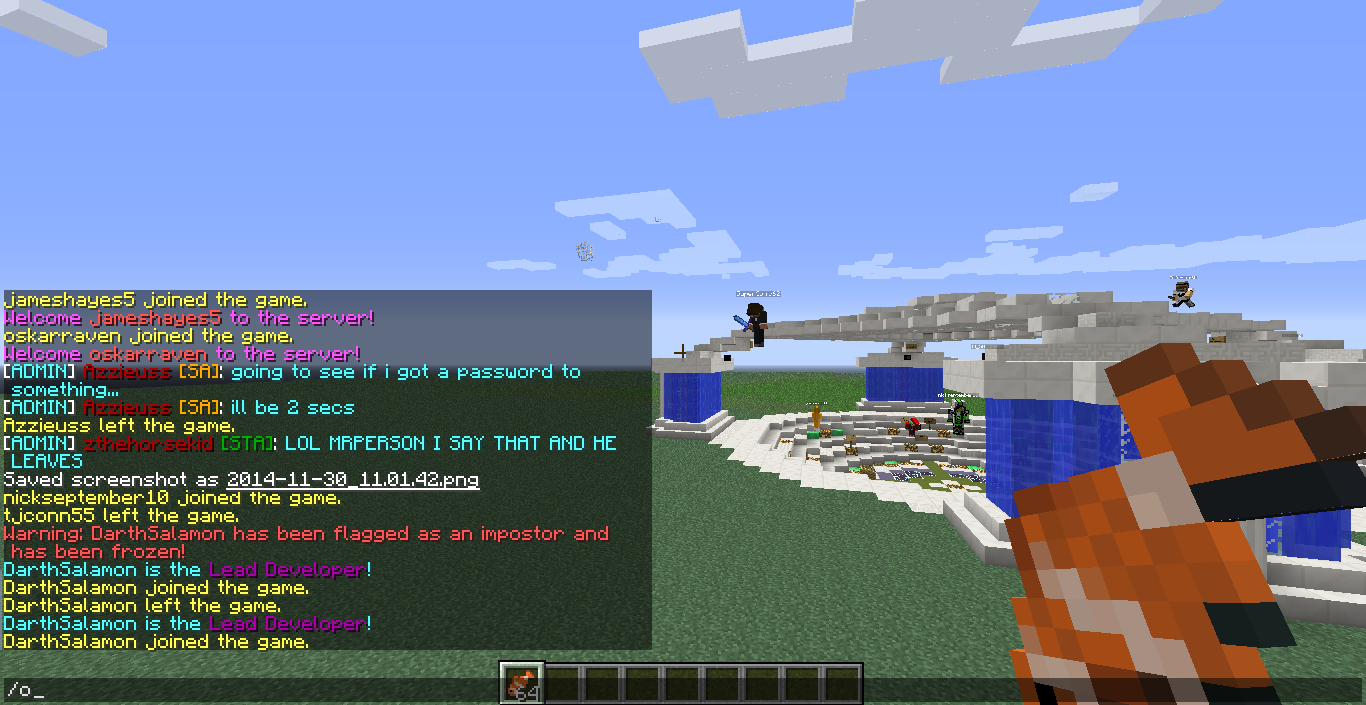 jameshayes5 joined the game.
Welcome jameshayes5 to the server!
oskarraven joined the game.
Welcome oskarraven to the server!
[ADMIN] Azzieuss [SA]: going to see if i got a password to
something...
[ADMIN] Azzieuss [SA]: ill be 2 secs
Azzieuss left the game.
[ADMIN] zthehorsekid [STA]: LOL MRPERSON I SAY THAT AND HE
LEAVES
Saved screenshot as 2014-11-30_11.01.42.png
nickseptember10 joined the game.
tjconn55 left the game.
Warning: DarthSalamon has been flagged as an impostor and
has been frozen!
DarthSalamon is the Lead Developer!
DarthSalamon joined the game.
DarthSalamon left the game.
DarthSalamon is the Lead Developer!
DarthSalamon joined the game.
64
/o_